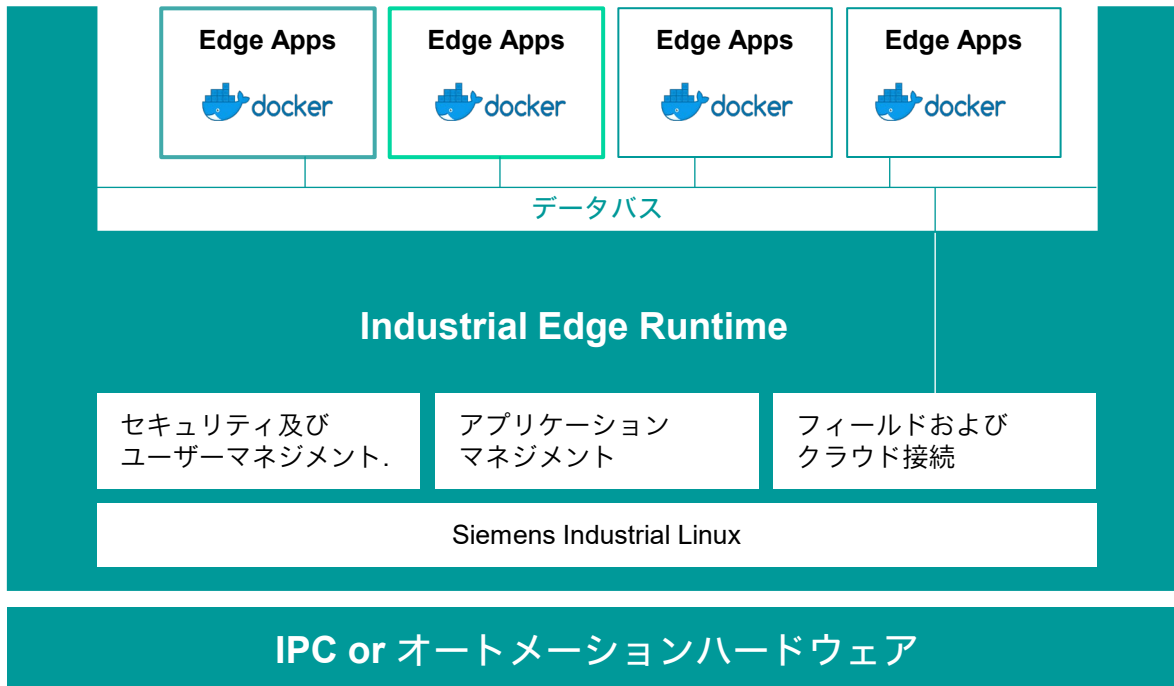 Edge Apps
Edge Apps
Edge Apps
Edge Apps
docker
docker
docker
docker
データバス
Industrial Edge Runtime
セキュリティ及び
ユーザーマネジメント.
アプリケーション
マネジメント
フィールドおよび
クラウド接続
Siemens Industrial Linux
IPC or オートメーションハードウェア